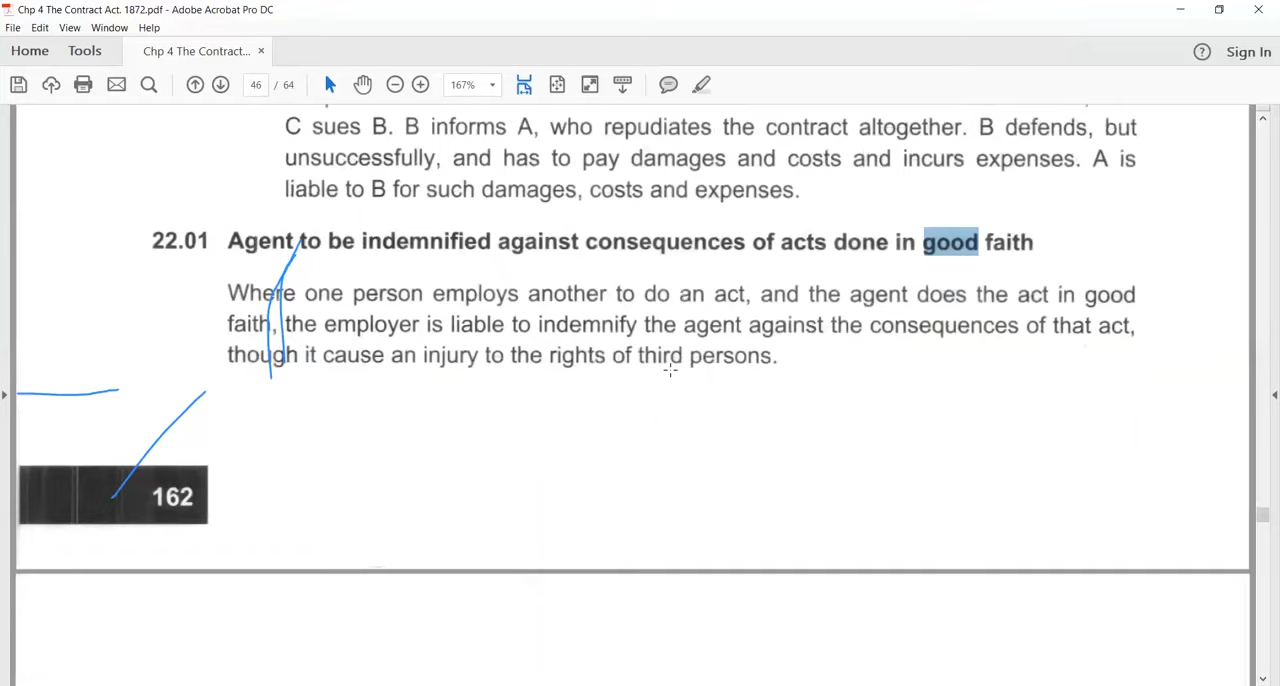 Chp 4 The Contract Act. 1872.pdf - Adobe Acrobat Pro DC
File Edit View Window Help
Home Tools Chp 4 The Contract... × Sign In
46 / 64 167%
C sues B. B informs A, who repudiates the contract altogether. B defends, but
unsuccessfully, and has to pay damages and costs and incurs expenses. A is
liable to B for such damages, costs and expenses.
22.01 Agent to be indemnified against consequences of acts done in good faith
Where one person employs another to do an act, and the agent does the act in good
faith, the employer is liable to indemnify the agent against the consequences of that act,
though it cause an injury to the rights of third persons.
162